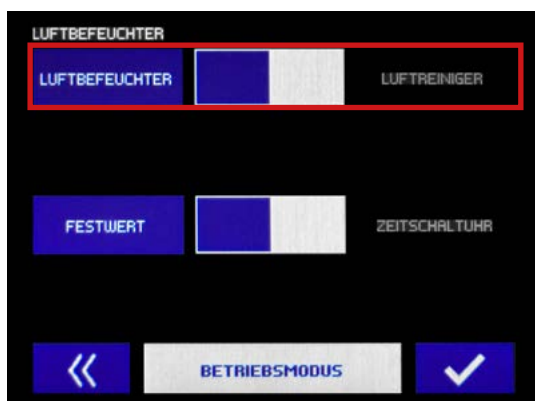 LUFTBEFEUCHTER
LUFTBEFEUCHTER LUFTREINIGER
FESTWERT ZEITSCHALTUHR
BETRIEBSMODUS